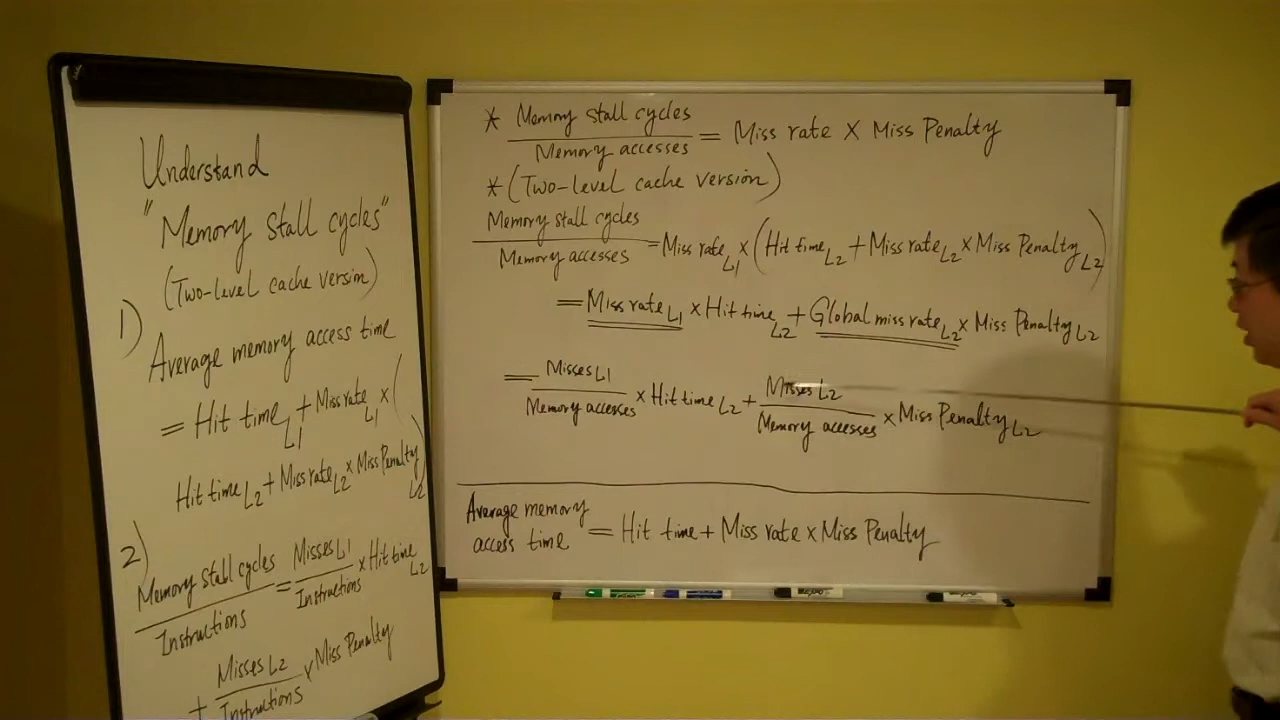 Understand
"Memory stall cycles"
(Two-level cache version)
1)
Average memory access time
= Hit time L1 + Miss rate L1 × (
Hit time L2 + Miss rate L2 × Miss Penalty L2 )
2)
Memory stall cycles / Instructions = Misses L1 / Instructions × Hit time L2
+ Misses L2 / Instructions × Miss Penalty
* Memory stall cycles / Memory accesses = Miss rate × Miss Penalty
* (Two-level cache version)
Memory stall cycles / Memory accesses = Miss rate L1 × (Hit time L2 + Miss rate L2 × Miss Penalty L2)
= Miss rate L1 × Hit time L2 + Global miss rate L2 × Miss Penalty L2
= Misses L1 / Memory accesses × Hit time L2 + Misses L2 / Memory accesses × Miss Penalty L2
Average memory
access time = Hit time + Miss rate × Miss Penalty